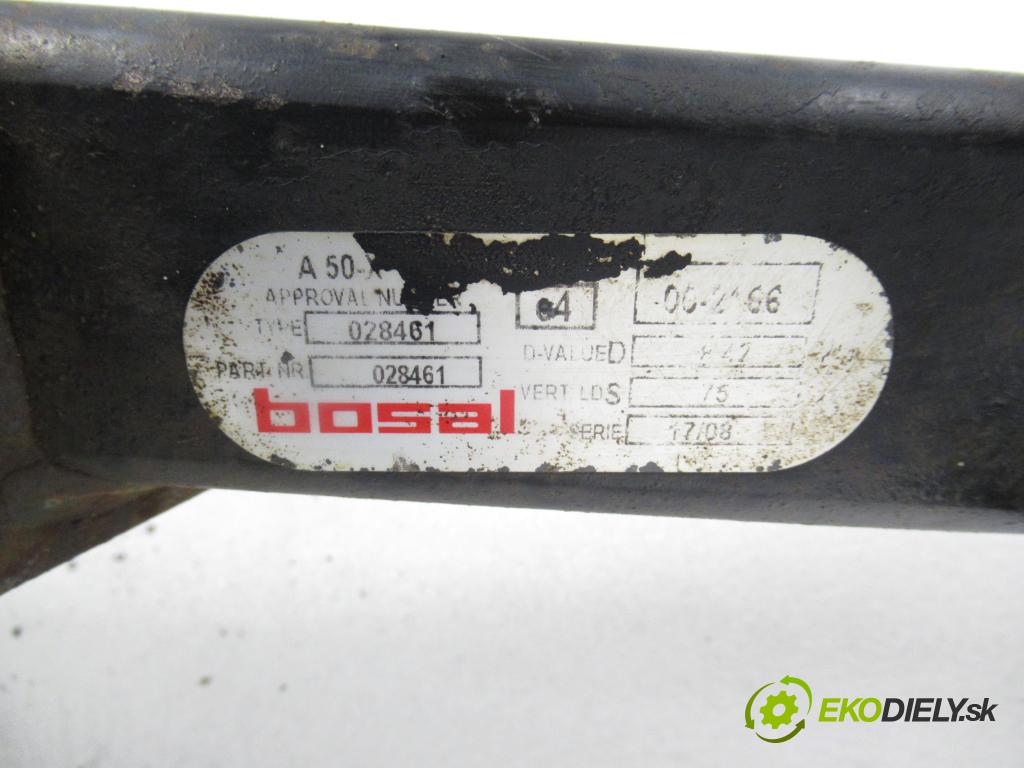 A 50-X
APPROVAL NUMBER e4 00-2166
TYPE 028461
D-VALUE D 8.42
PART NR 028461
VERT LD S 75
bosal
SERIE 17/08
EKODIELY.sk